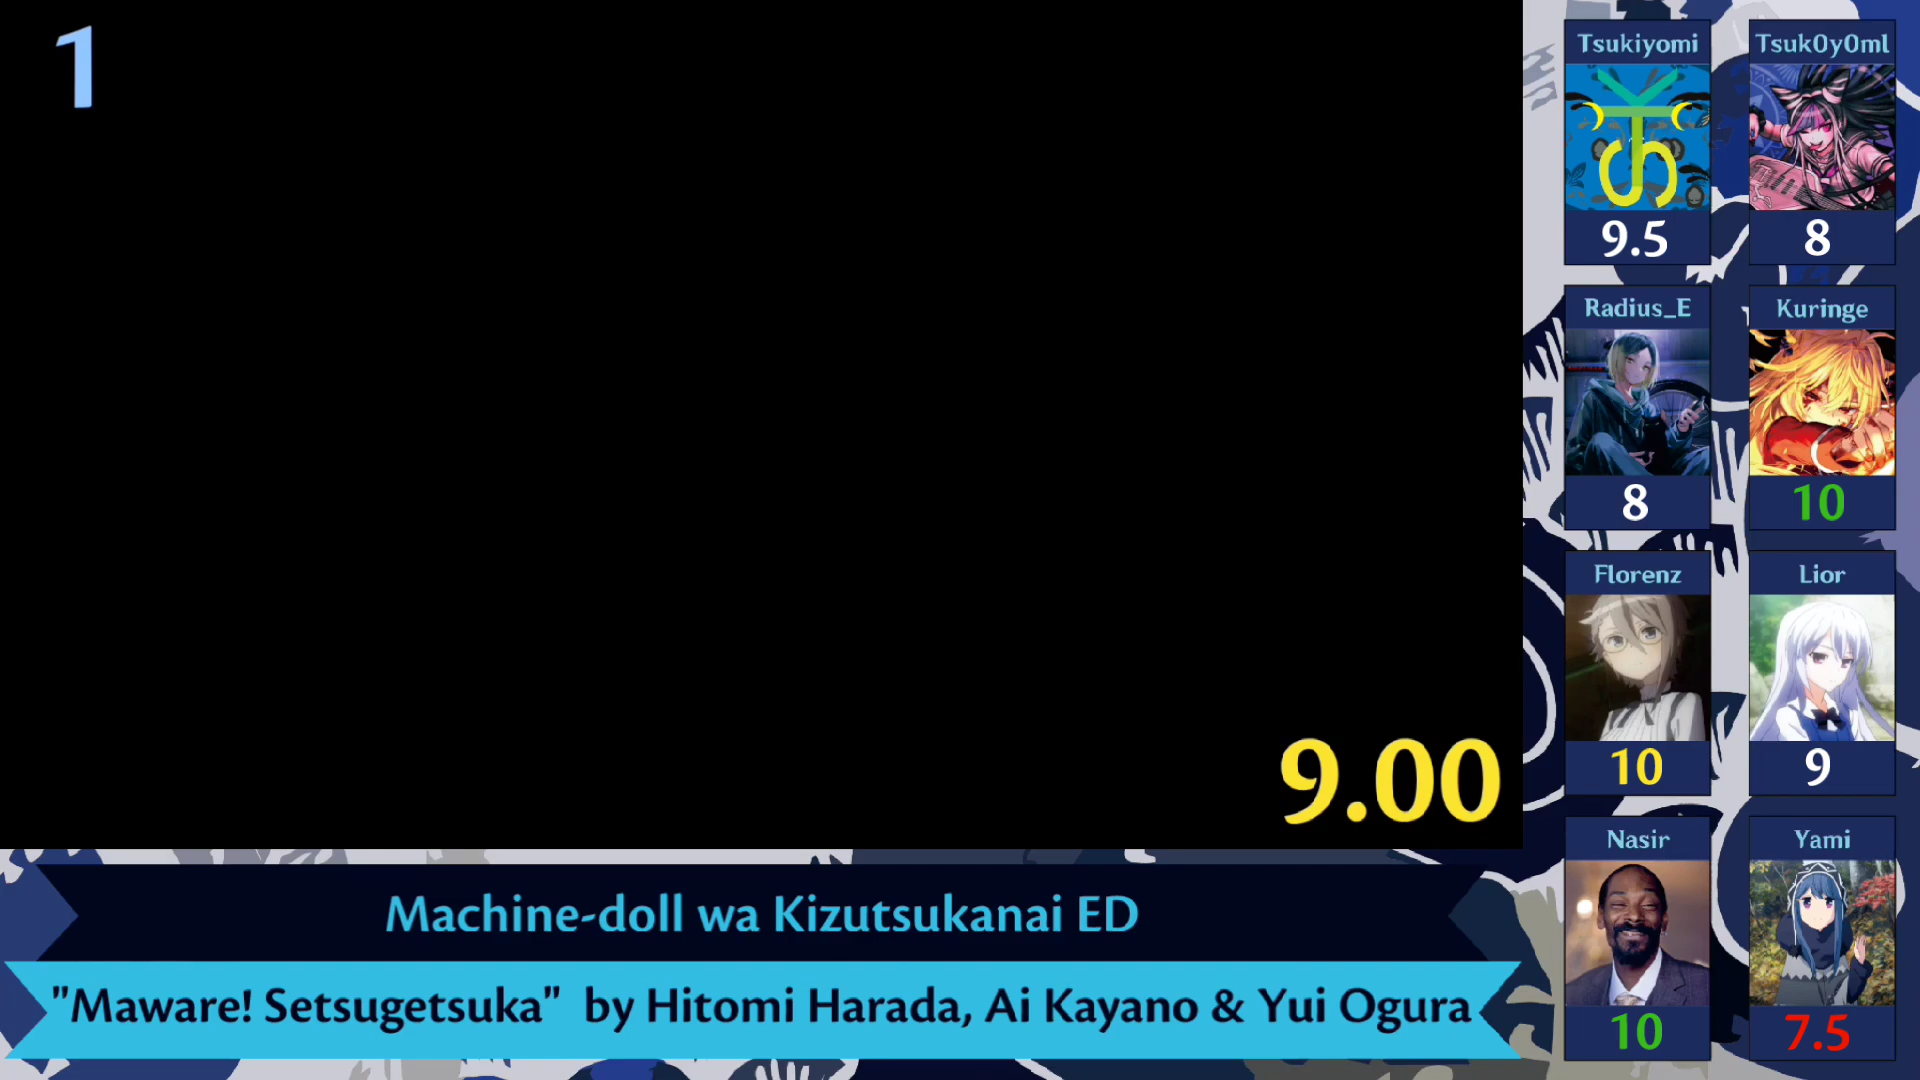 1
9.00
Machine-doll wa Kizutsukanai ED
"Maware! Setsugetsuka" by Hitomi Harada, Ai Kayano & Yui Ogura
Tsukiyomi
9.5
Tsuk0y0mI
8
Radius_E
8
Kuringe
10
Florenz
10
Lior
9
Nasir
10
Yami
7.5